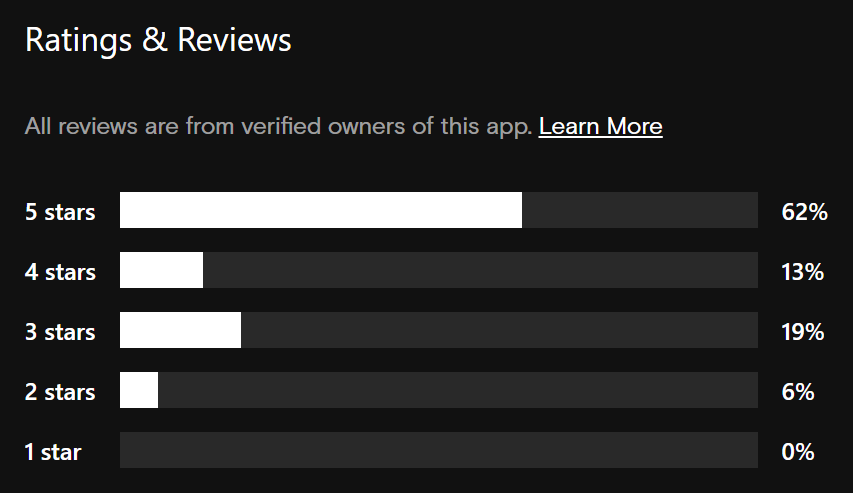 Ratings & Reviews
All reviews are from verified owners of this app. Learn More
5 stars 62%
4 stars 13%
3 stars 19%
2 stars 6%
1 star 0%